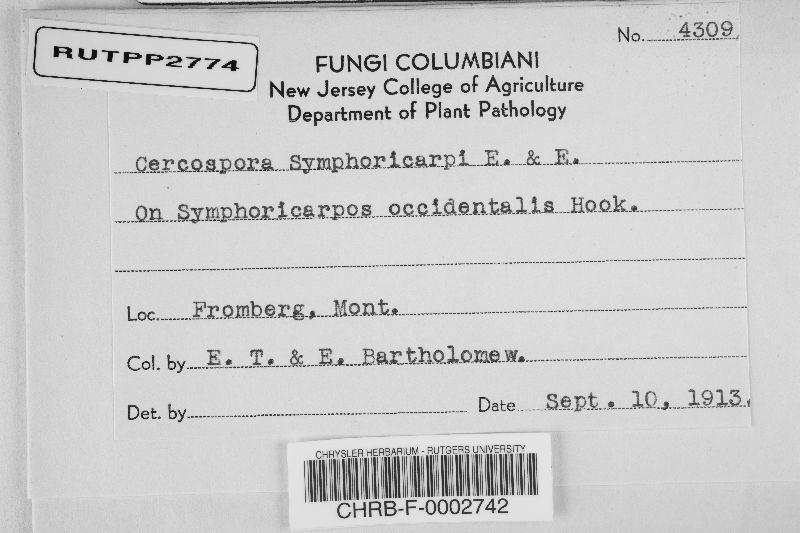 RUTPP2774
No. 4309
FUNGI COLUMBIANI
New Jersey College of Agriculture
Department of Plant Pathology
Cercospora Symphoricarpi E. & E.
On Symphoricarpos occidentalis Hook.
Loc. Fromberg, Mont.
Col. by E. T. & E. Bartholomew.
Det. by
Date Sept. 10, 1913.
CHRYSLER HERBARIUM - RUTGERS UNIVERSITY
CHRB-F-0002742